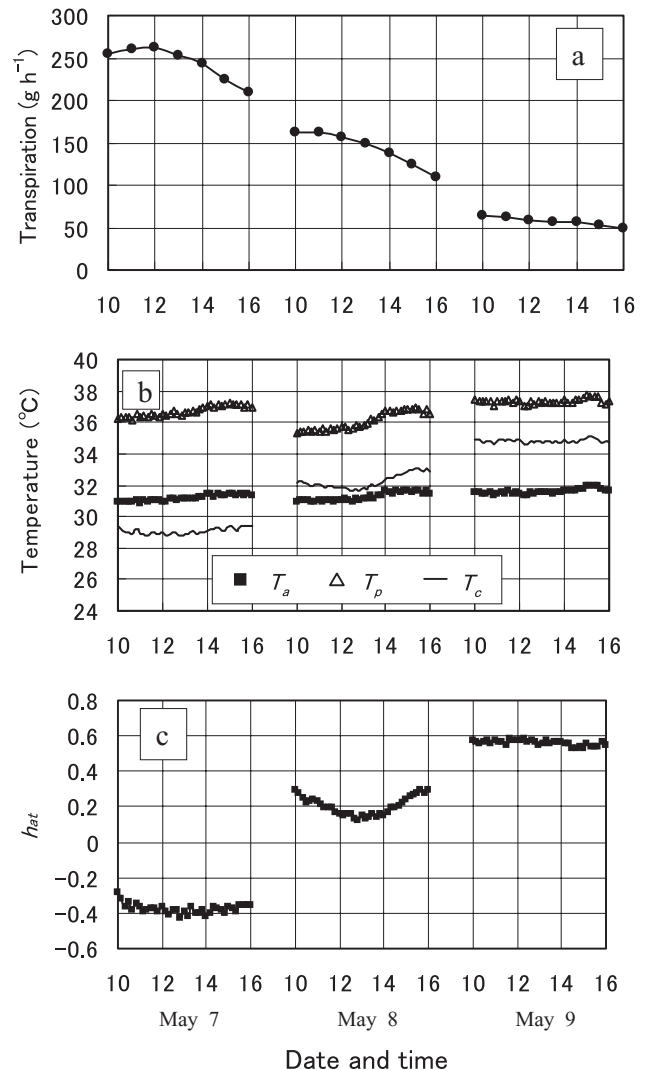 300
250
200
150
100
50
0
Transpiration (g h⁻¹)
a
10 12 14 16 10 12 14 16 10 12 14 16
40
38
36
34
32
30
28
26
24
Temperature (°C)
b
Tₐ Tₚ T꜀
10 12 14 16 10 12 14 16 10 12 14 16
0.8
0.6
0.4
0.2
0
−0.2
−0.4
−0.6
hat
c
10 12 14 16 10 12 14 16 10 12 14 16
May 7 May 8 May 9
Date and time